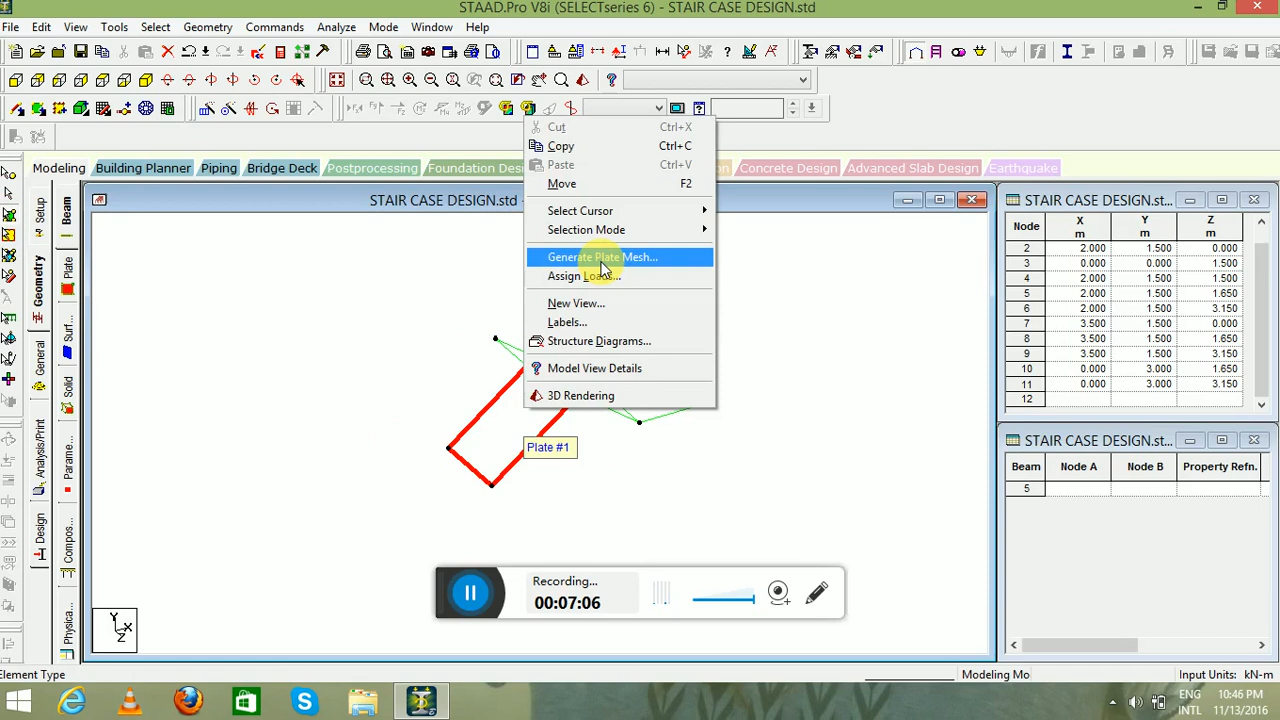 STAAD.Pro V8i (SELECTseries 6) - STAIR CASE DESIGN.std
File Edit View Tools Select Geometry Commands Analyze Mode Window Help
Modeling Building Planner Piping Bridge Deck Postprocessing Foundation Des Concrete Design Advanced Slab Design Earthquake
STAIR CASE DESIGN.std -
Cut Ctrl+X
Copy Ctrl+C
Paste Ctrl+V
Move F2
Select Cursor
Selection Mode
Generate Plate Mesh...
Assign Loads...
New View...
Labels...
Structure Diagrams...
Model View Details
3D Rendering
Plate #1
Setup
Geometry
General
Analysis/Print
Design
Beam
Plate
Surf..
Solid
Parame..
Compos..
Physica..
Y
X
Z
STAIR CASE DESIGN.st...
Node X m Y m Z m
2 2.000 1.500 0.000
3 0.000 0.000 1.500
4 2.000 1.500 1.500
5 2.000 1.500 1.650
6 2.000 1.500 3.150
7 3.500 1.500 0.000
8 3.500 1.500 3.150
9 3.500 1.500 3.150
10 0.000 3.000 1.650
11 0.000 3.000 3.150
12
STAIR CASE DESIGN.st...
Beam Node A Node B Property Refn.
5
Recording...
00:07:06
Element Type
Modeling Mo
Input Units: kN-m
ENG
INTL
10:46 PM
11/13/2016